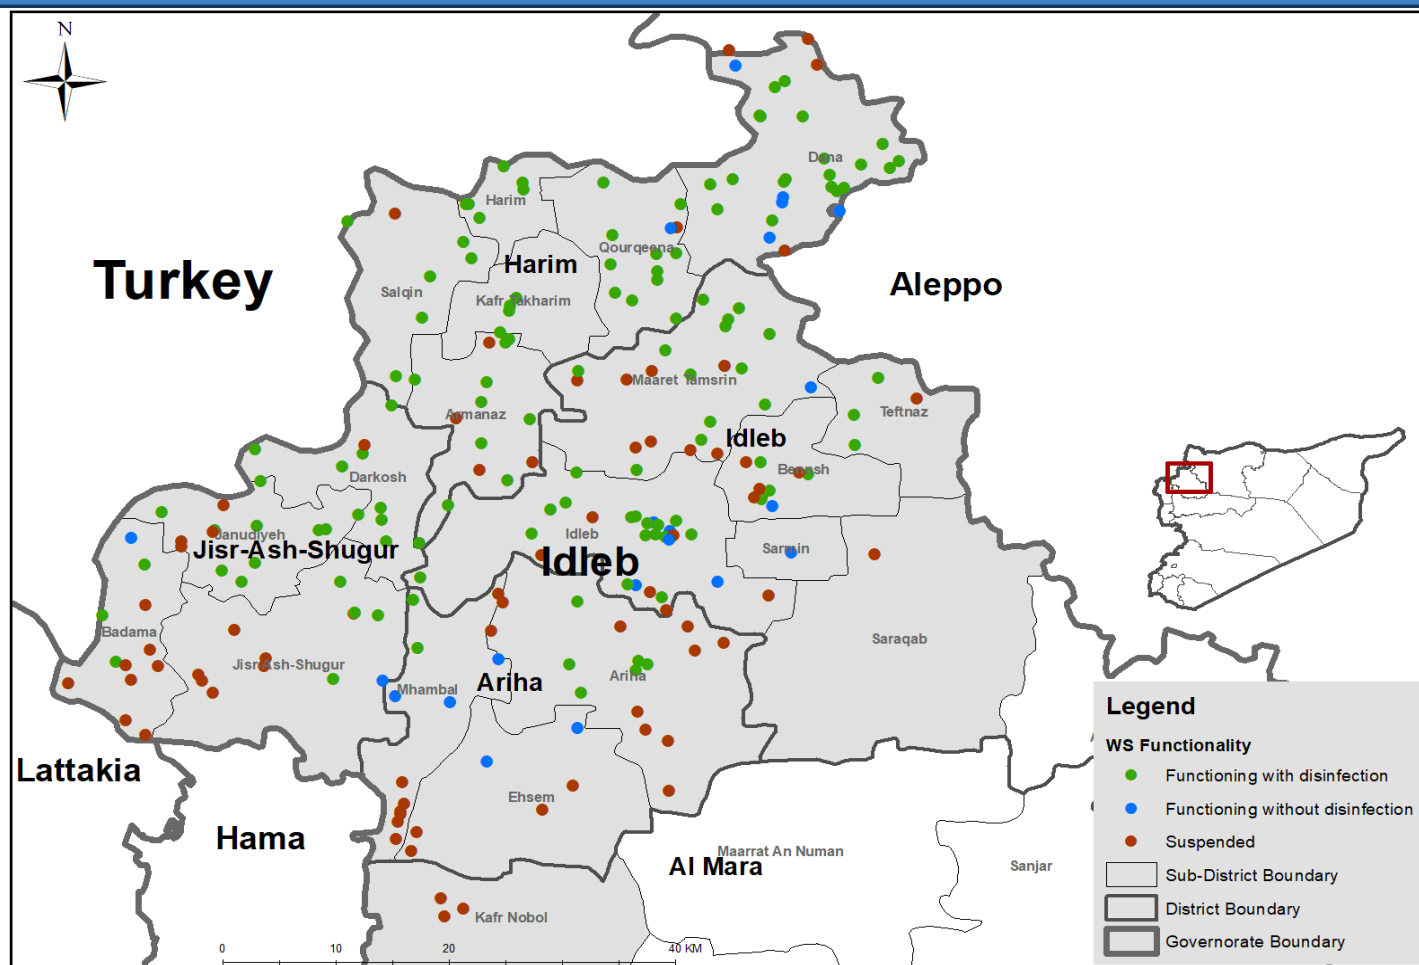 N
Dana
Harim
Qourqeena
Harim
Turkey
Aleppo
Salqin
Kafr Takharim
Maaret Tamsrin
Armanaz
Teftnaz
Idleb
Bennsh
Darkosh
Janudiyeh
Idleb
Jisr-Ash-Shugur
Sarmin
Idleb
Badama
Saraqab
Jisr-Ash-Shugur
Ariha
Ariha
Mhambal
Legend
WS Functionality
Lattakia
Functioning with disinfection
Ehsem
Functioning without disinfection
Hama
Suspended
Maarrat An Numan
Al Mara
Sanjar
Sub-District Boundary
District Boundary
Kafr Nobol
Governorate Boundary
0 10 20 40 KM